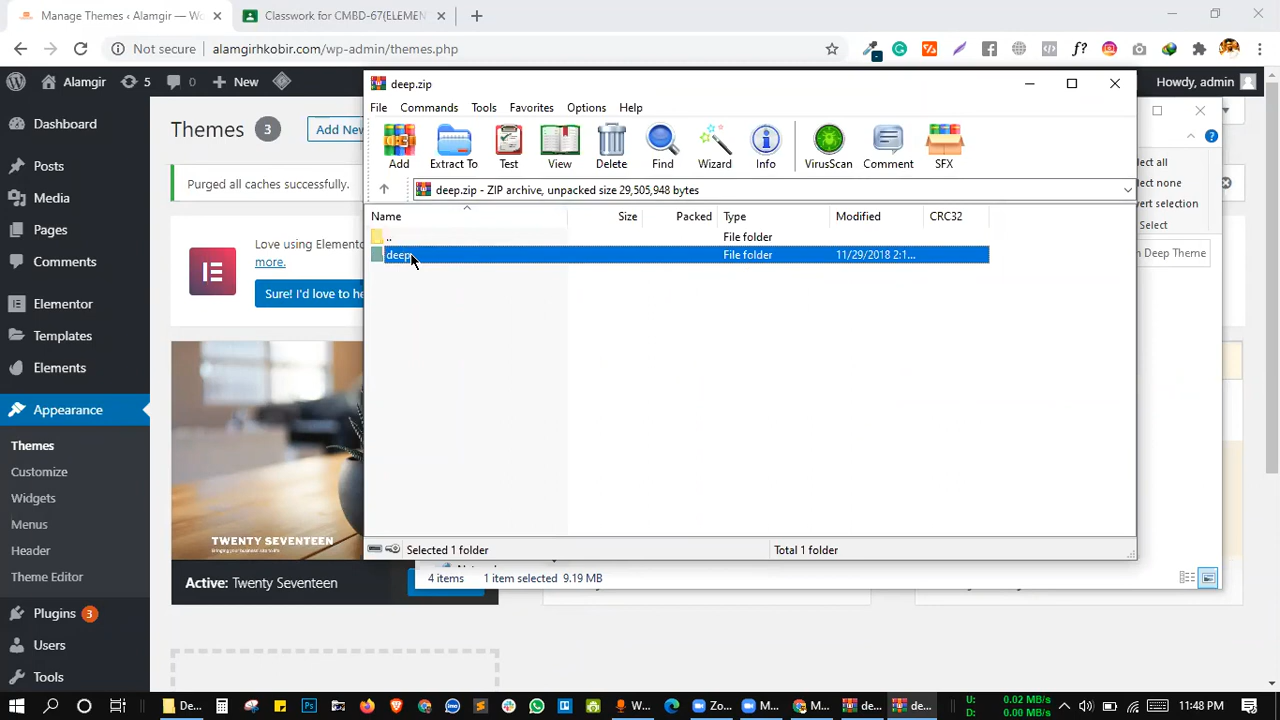 Manage Themes ‹ Alamgir — Wo
Classwork for CMBD-67(ELEMEN
Not secure alamgirhkobir.com/wp-admin/themes.php
Alamgir 5 0 New
Howdy, admin
Dashboard
Posts
Media
Pages
Comments
Elementor
Templates
Elements
Appearance
Themes
Customize
Widgets
Menus
Header
Theme Editor
Plugins 3
Users
Tools
Themes 3 Add New
Purged all caches successfully.
Love using Elemento
more.
Sure! I'd love to he
TWENTY SEVENTEEN
Active: Twenty Seventeen
deep.zip
File Commands Tools Favorites Options Help
Add Extract To Test View Delete Find Wizard Info VirusScan Comment SFX
deep.zip - ZIP archive, unpacked size 29,505,948 bytes
Name Size Packed Type Modified CRC32
.. File folder
deep File folder 11/29/2018 2:1...
Selected 1 folder Total 1 folder
ect all
ect none
vert selection
Select
n Deep Theme
4 items 1 item selected 9.19 MB
De...
W...
Zo...
M...
M...
de...
de...
U: 0.02 MB/s
D: 0.00 MB/s
11:48 PM